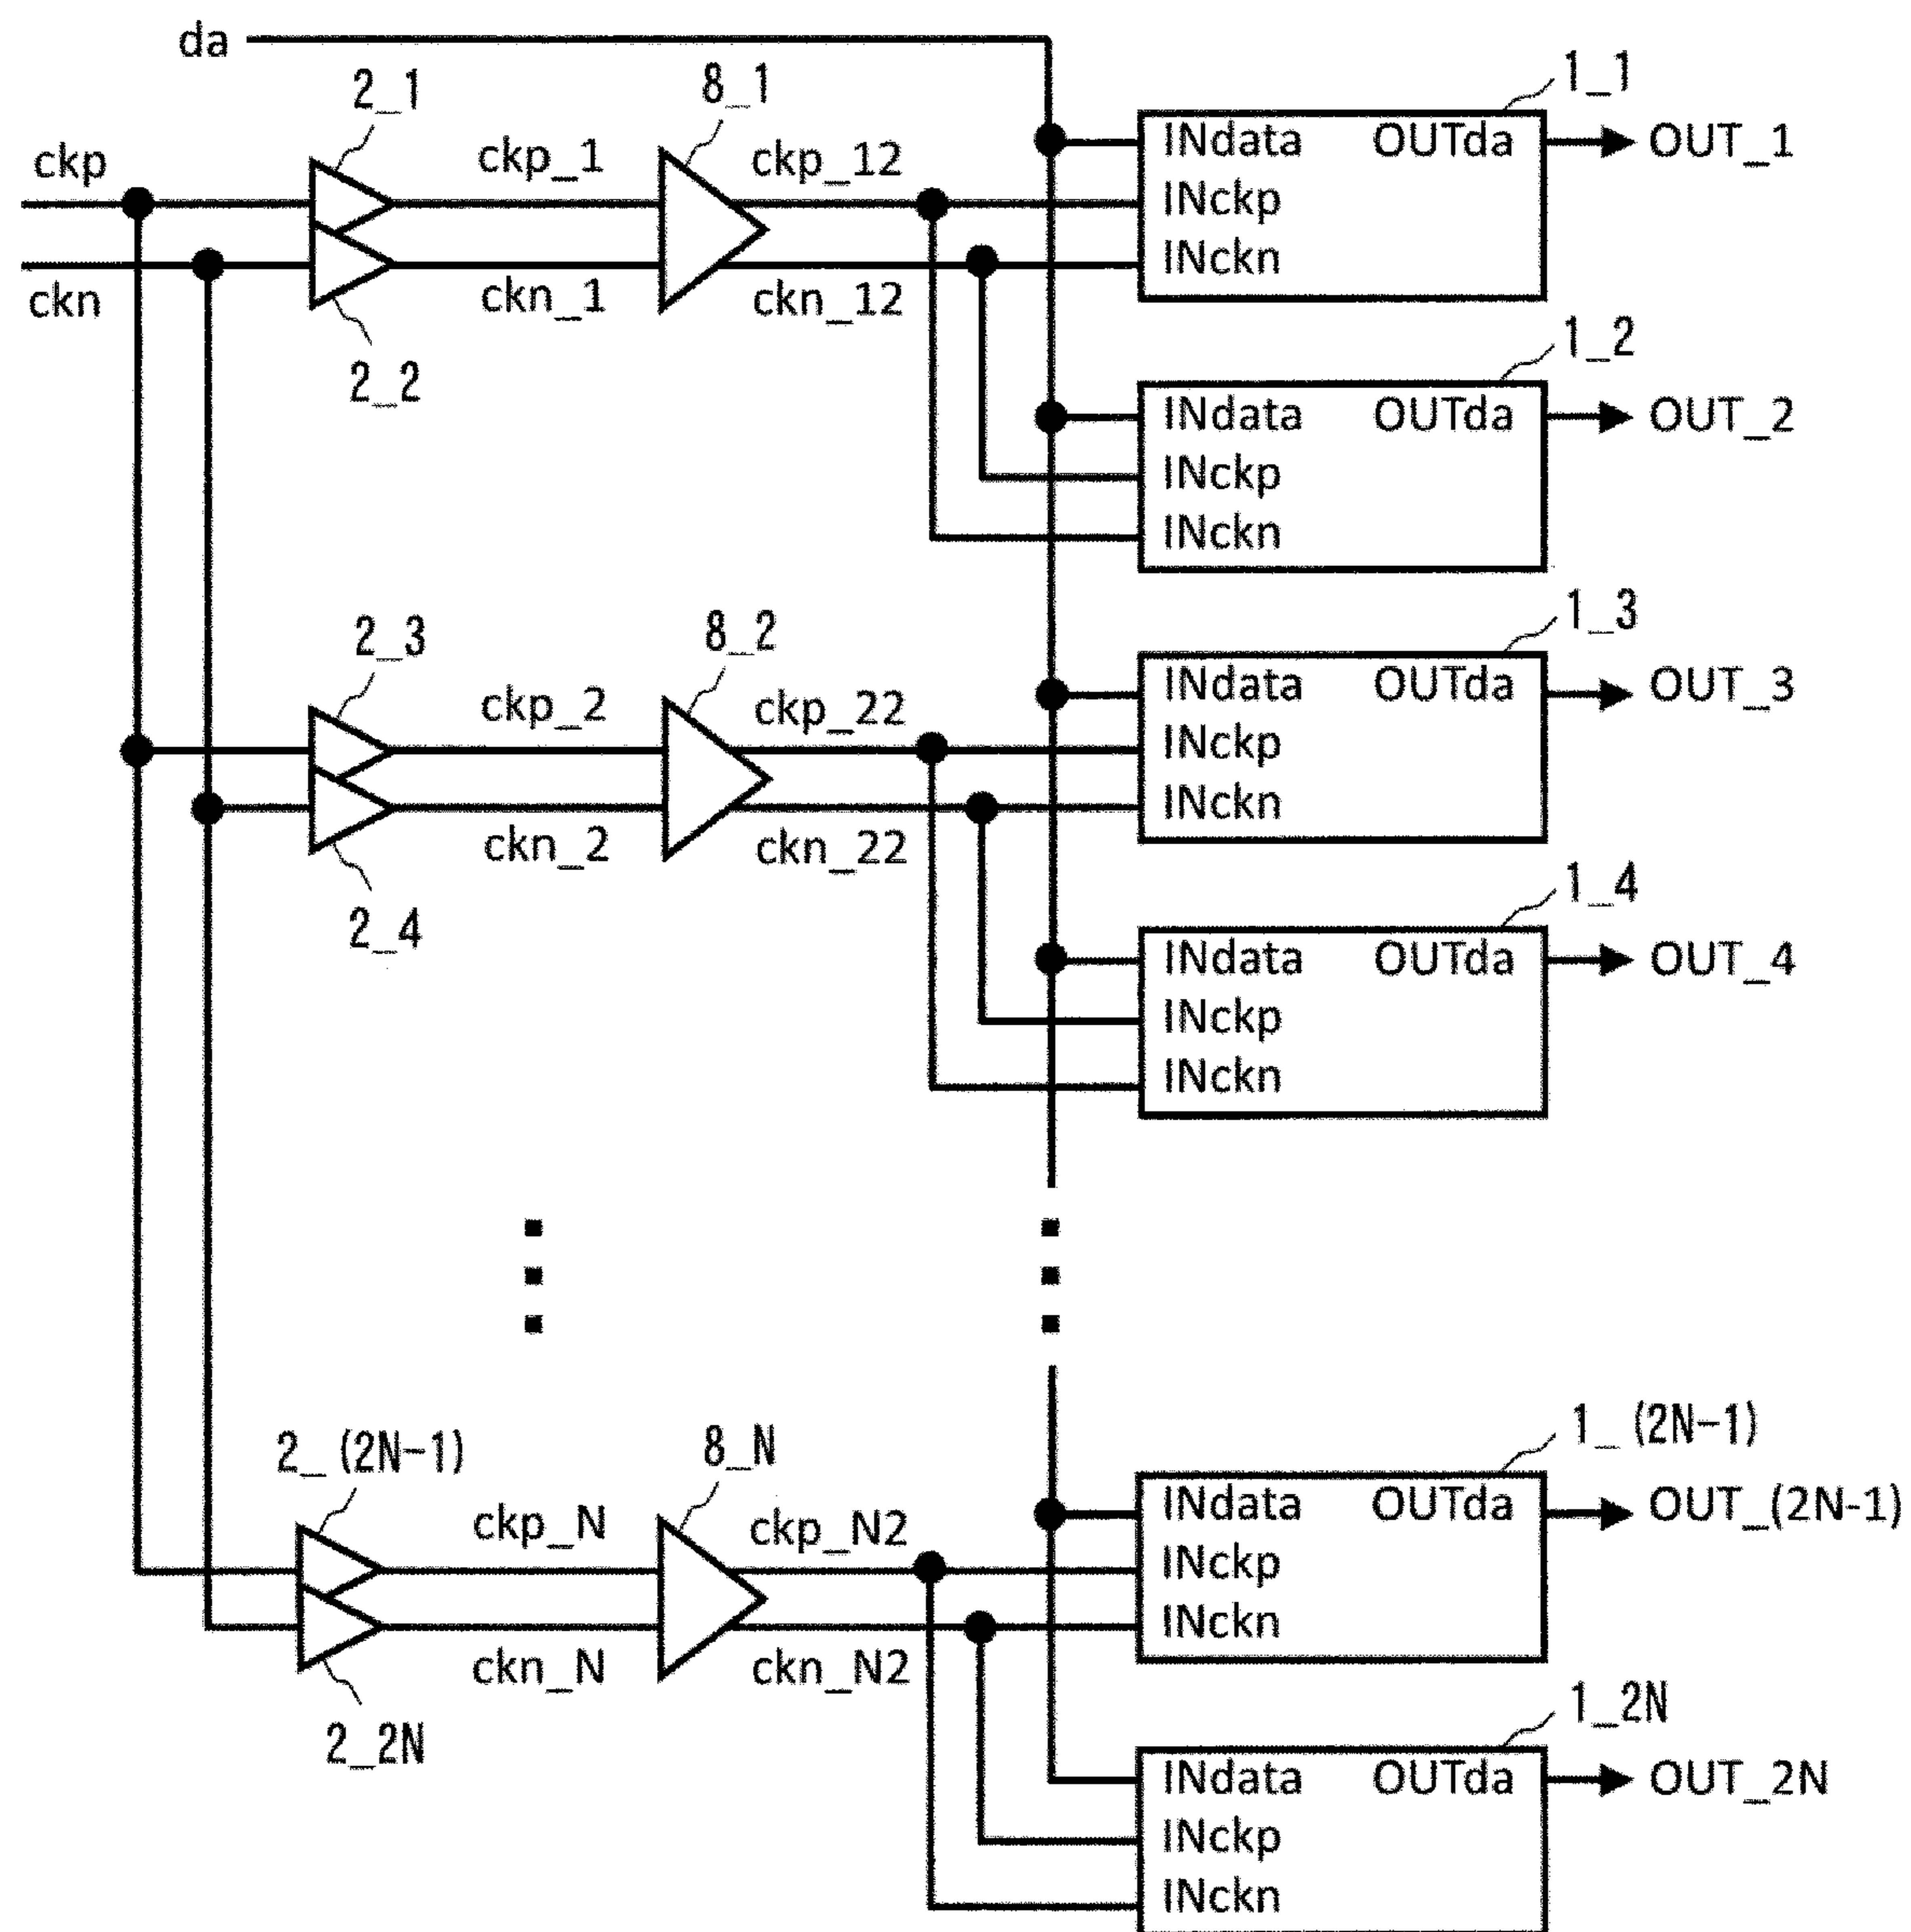 da
2_1
8_1
1_1
ckp
ckp_1
ckp_12
INdata OUTda
OUT_1
INckp
INckn
ckn
ckn_1
ckn_12
2_2
1_2
INdata OUTda
OUT_2
INckp
INckn
2_3
8_2
1_3
ckp_2
ckp_22
INdata OUTda
OUT_3
INckp
INckn
ckn_2
ckn_22
2_4
1_4
INdata OUTda
OUT_4
INckp
INckn
2_(2N-1)
8_N
1_(2N-1)
ckp_N
ckp_N2
INdata OUTda
OUT_(2N-1)
INckp
INckn
ckn_N
ckn_N2
2_2N
1_2N
INdata OUTda
OUT_2N
INckp
INckn